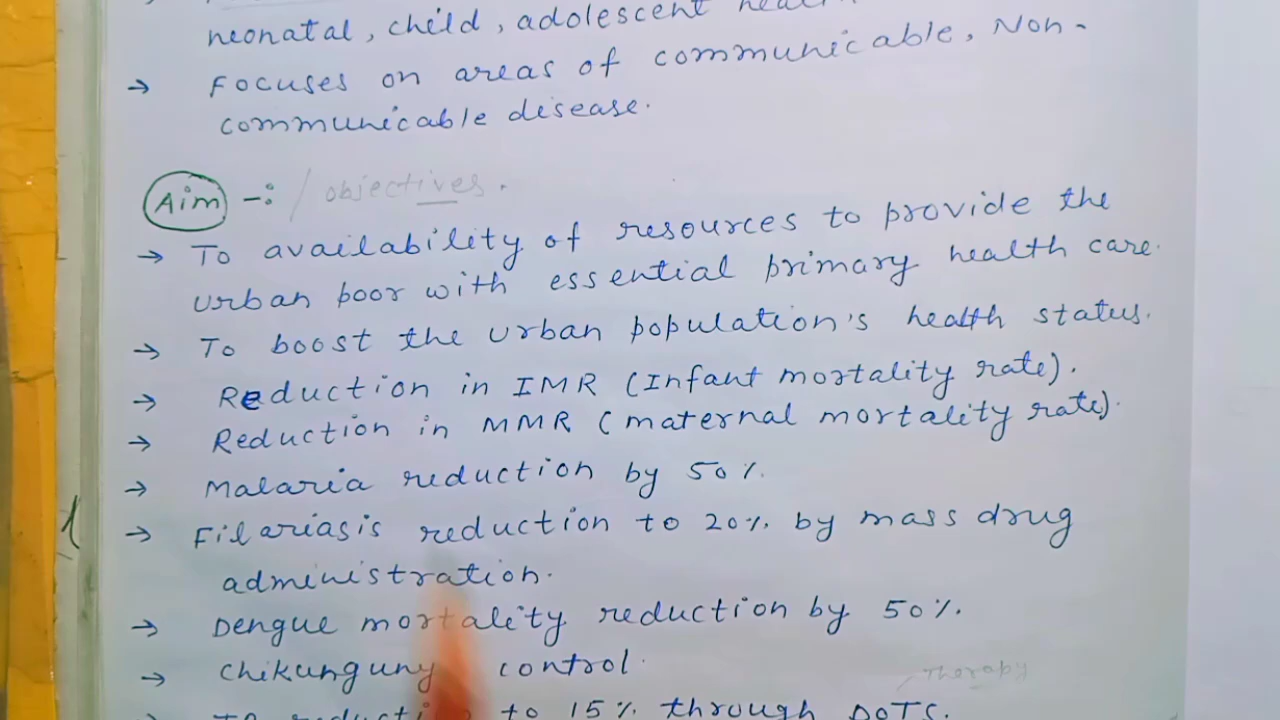 neonatal, child, adolescent health
→ Focuses on areas of communicable, Non-
communicable disease.
Aim -: / objectives.
→ To availability of resources to provide the
urban poor with essential primary health care.
→ To boost the urban population's health status.
→ Reduction in IMR (Infant mortality rate).
→ Reduction in MMR (maternal mortality rate).
→ Malaria reduction by 50%.
→ Filariasis reduction to 20% by mass drug
administration.
→ Dengue mortality reduction by 50%.
→ Chikunguny control.
Therapy
→ TB reduction to 15% through DOTS.